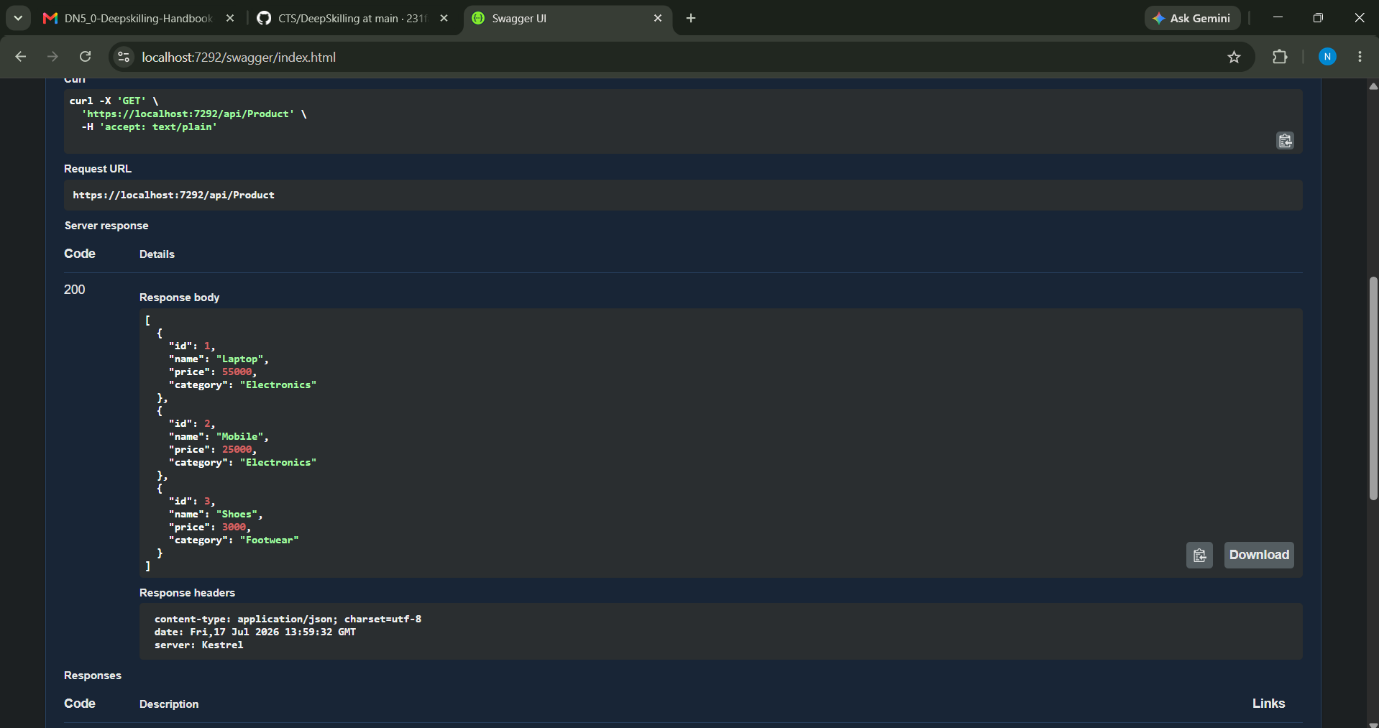 DN5_0-Deepskilling-Handbook
CTS/DeepSkilling at main · 231f
Swagger UI
Ask Gemini
localhost:7292/swagger/index.html
N
Curl
curl -X 'GET' \
'https://localhost:7292/api/Product' \
-H 'accept: text/plain'
Request URL
https://localhost:7292/api/Product
Server response
Code Details
200
Response body
[
{
"id": 1,
"name": "Laptop",
"price": 55000,
"category": "Electronics"
},
{
"id": 2,
"name": "Mobile",
"price": 25000,
"category": "Electronics"
},
{
"id": 3,
"name": "Shoes",
"price": 3000,
"category": "Footwear"
}
]
Download
Response headers
content-type: application/json; charset=utf-8
date: Fri,17 Jul 2026 13:59:32 GMT
server: Kestrel
Responses
Code Description Links